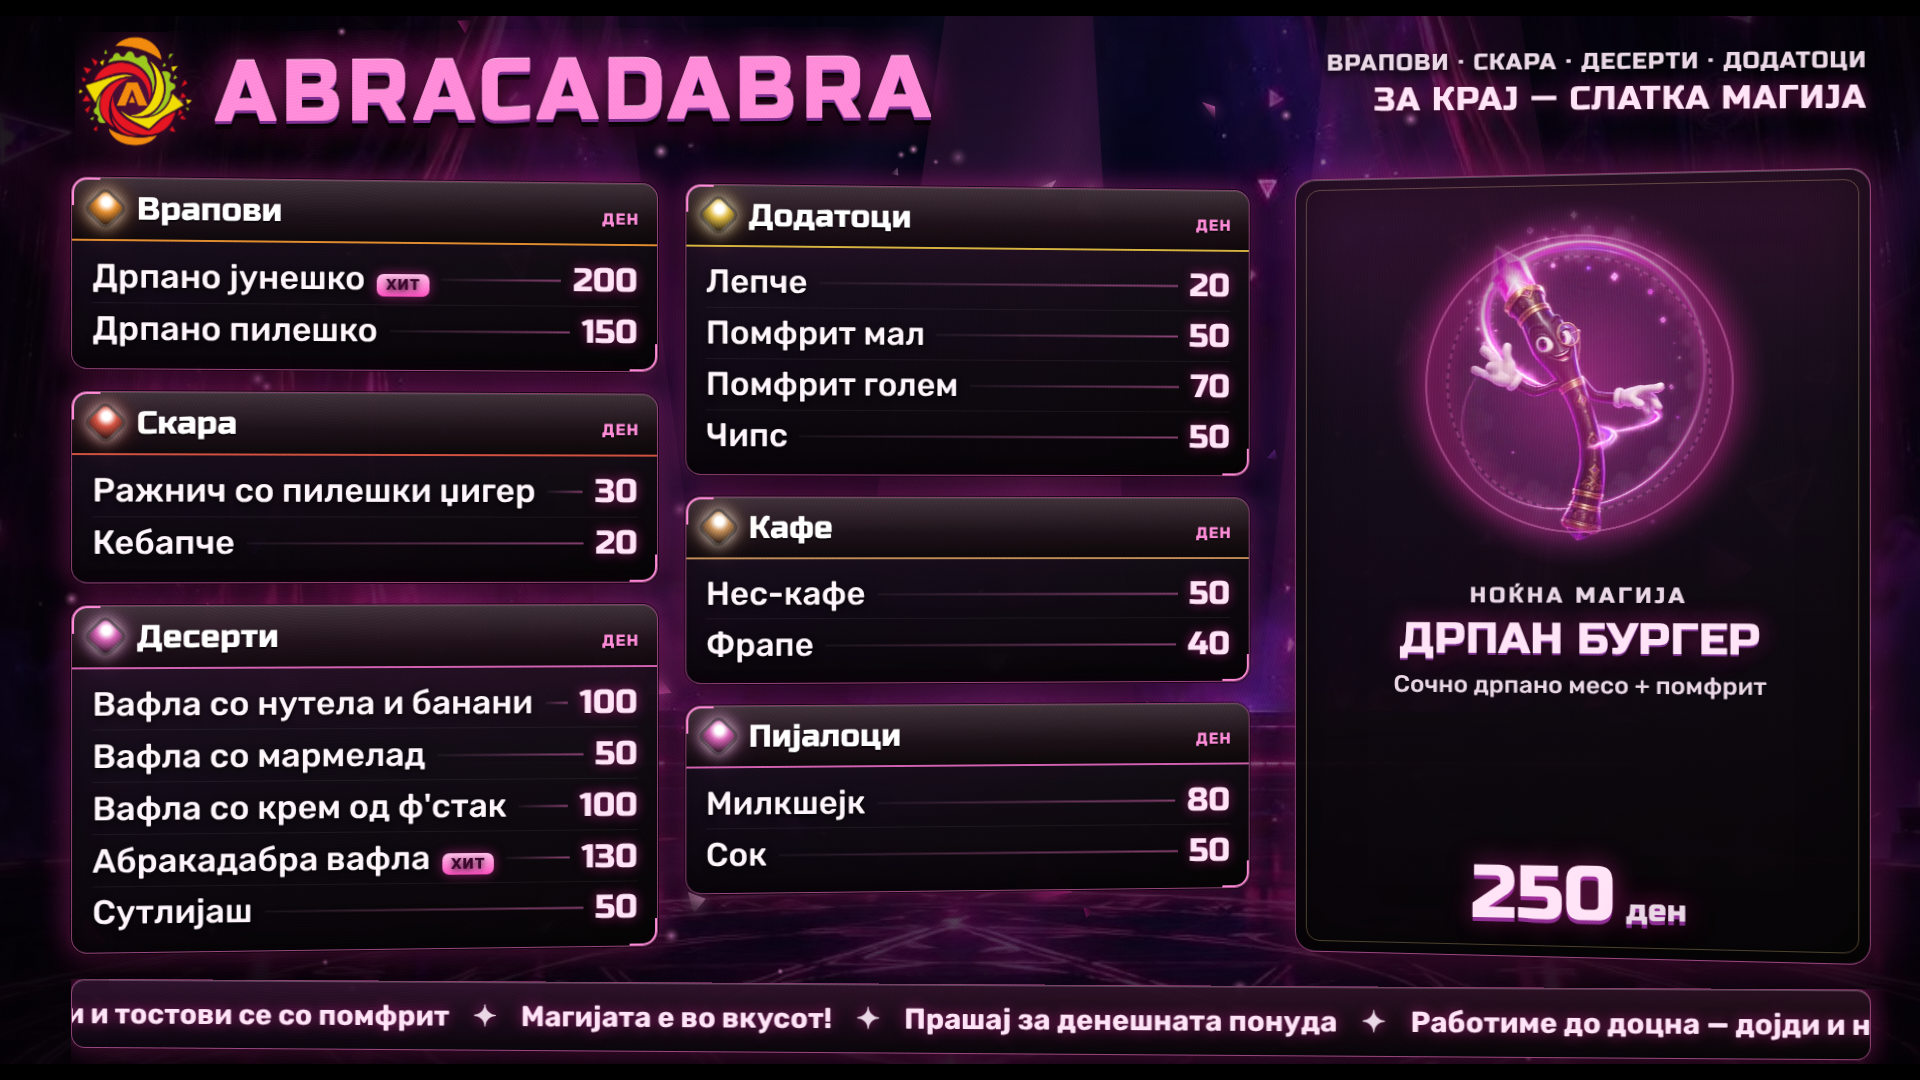 ABRACADABRA
ВРАПОВИ · СКАРА · ДЕСЕРТИ · ДОДАТОЦИ
ЗА КРАЈ — СЛАТКА МАГИЈА
Врапови ДЕН
Дрпано јунешко ХИТ 200
Дрпано пилешко 150
Скара ДЕН
Ражнич со пилешки џигер 30
Кебапче 20
Десерти ДЕН
Вафла со нутела и банани 100
Вафла со мармелад 50
Вафла со крем од ф'стак 100
Абракадабра вафла ХИТ 130
Сутлијаш 50
Додатоци ДЕН
Лепче 20
Помфрит мал 50
Помфрит голем 70
Чипс 50
Кафе ДЕН
Нес-кафе 50
Фрапе 40
Пијалоци ДЕН
Милкшејк 80
Сок 50
НОЌНА МАГИЈА
ДРПАН БУРГЕР
Сочно дрпано месо + помфрит
250 ден
и и тостови се со помфрит ✦ Магијата е во вкусот! ✦ Прашај за денешната понуда ✦ Работиме до доцна — дојди и н